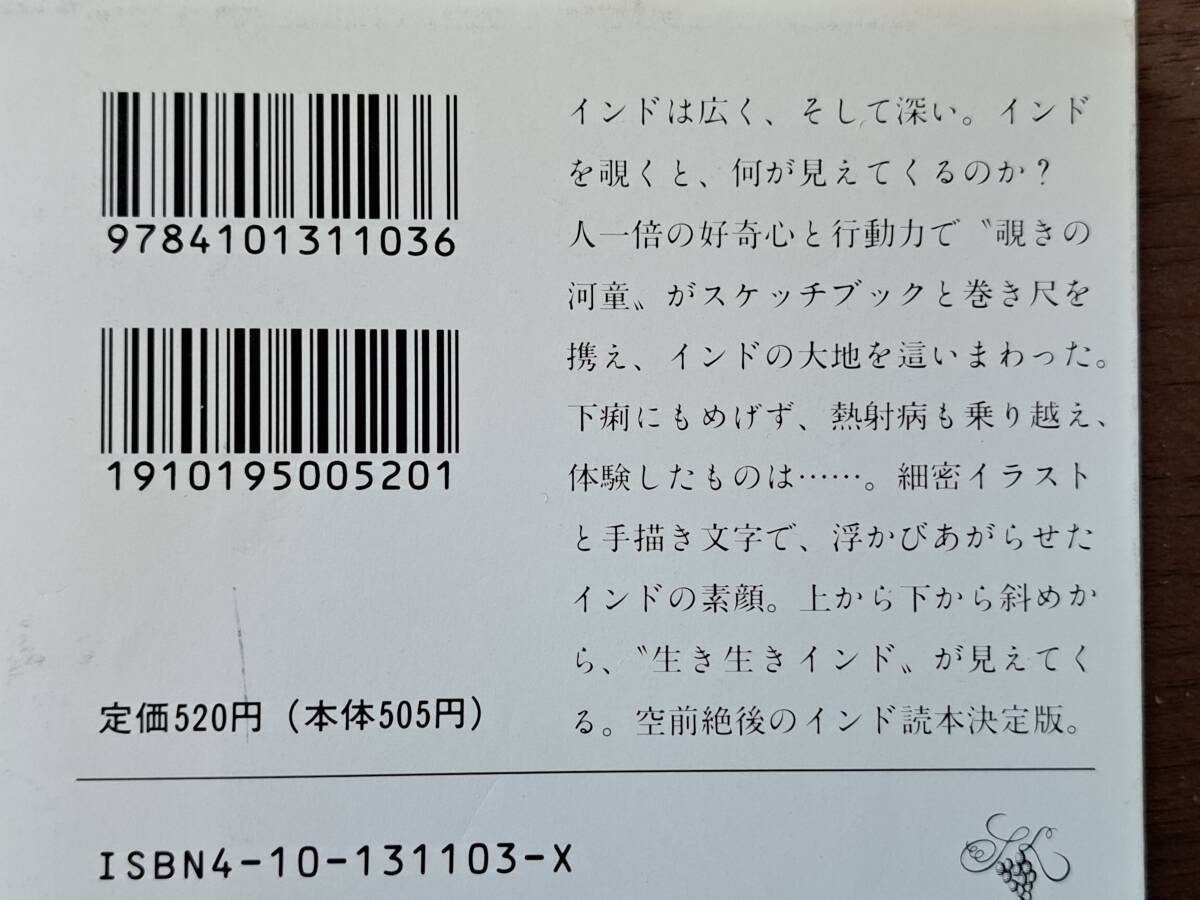 9784101311036
1910195005201
定価520円（本体505円）
インドは広く、そして深い。インド
を覗くと、何が見えてくるのか？
人一倍の好奇心と行動力で〝覗きの
河童〟がスケッチブックと巻き尺を
携え、インドの大地を這いまわった。
下痢にもめげず、熱射病も乗り越え、
体験したものは……。細密イラスト
と手描き文字で、浮かびあがらせた
インドの素顔。上から下から斜めか
ら、〝生き生きインド〟が見えてく
る。空前絶後のインド読本決定版。
ISBN4-10-131103-X